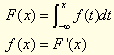 F(x) = ∫_{-∞}^{x} f(t)dt
f(x) = F'(x)